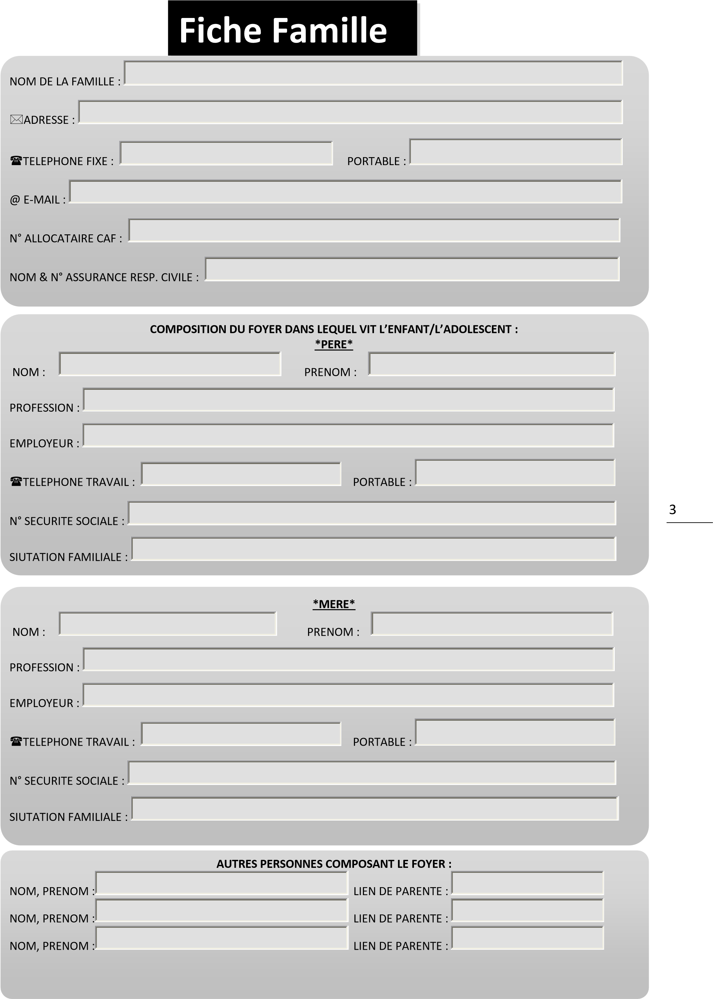 Fiche Famille
NOM DE LA FAMILLE :
✉ADRESSE :
☎TELEPHONE FIXE : PORTABLE :
@ E-MAIL :
N° ALLOCATAIRE CAF :
NOM & N° ASSURANCE RESP. CIVILE :
COMPOSITION DU FOYER DANS LEQUEL VIT L’ENFANT/L’ADOLESCENT :
*PERE*
NOM : PRENOM :
PROFESSION :
EMPLOYEUR :
☎TELEPHONE TRAVAIL : PORTABLE :
3
N° SECURITE SOCIALE :
SIUTATION FAMILIALE :
*MERE*
NOM : PRENOM :
PROFESSION :
EMPLOYEUR :
☎TELEPHONE TRAVAIL : PORTABLE :
N° SECURITE SOCIALE :
SIUTATION FAMILIALE :
AUTRES PERSONNES COMPOSANT LE FOYER :
NOM, PRENOM : LIEN DE PARENTE :
NOM, PRENOM : LIEN DE PARENTE :
NOM, PRENOM : LIEN DE PARENTE :